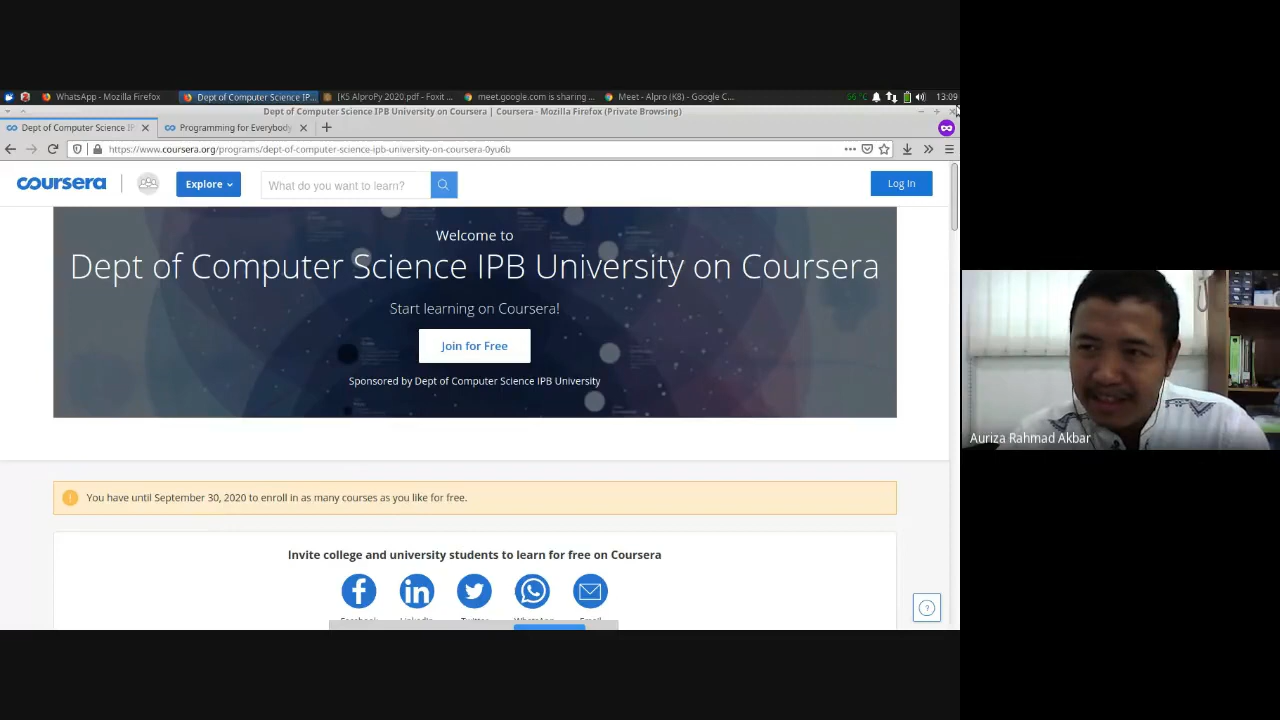 WhatsApp - Mozilla Firefox
Dept of Computer Science IP...
[K5 AlproPy 2020.pdf - Foxit ...
meet.google.com is sharing ...
Meet - Alpro (K8) - Google C...
56°C
13:09
Dept of Computer Science IPB University on Coursera | Coursera - Mozilla Firefox (Private Browsing)
Dept of Computer Science IP
Programming for Everybody
https://www.coursera.org/programs/dept-of-computer-science-ipb-university-on-coursera-0yu6b
coursera
Explore
What do you want to learn?
Log In
Welcome to
Dept of Computer Science IPB University on Coursera
Start learning on Coursera!
Join for Free
Sponsored by Dept of Computer Science IPB University
You have until September 30, 2020 to enroll in as many courses as you like for free.
Invite college and university students to learn for free on Coursera
Auriza Rahmad Akbar